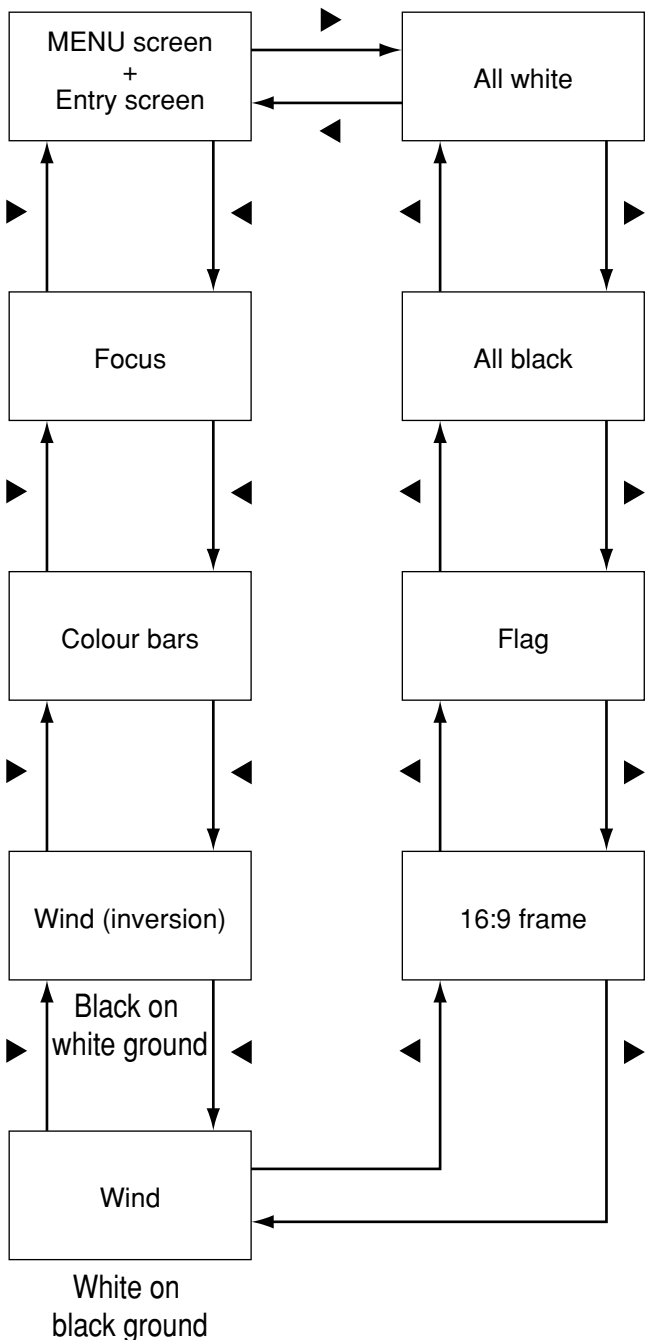 MENU screen
+
Entry screen
All white
Focus
All black
Colour bars
Flag
Wind (inversion)
16:9 frame
Black on
white ground
Wind
White on
black ground